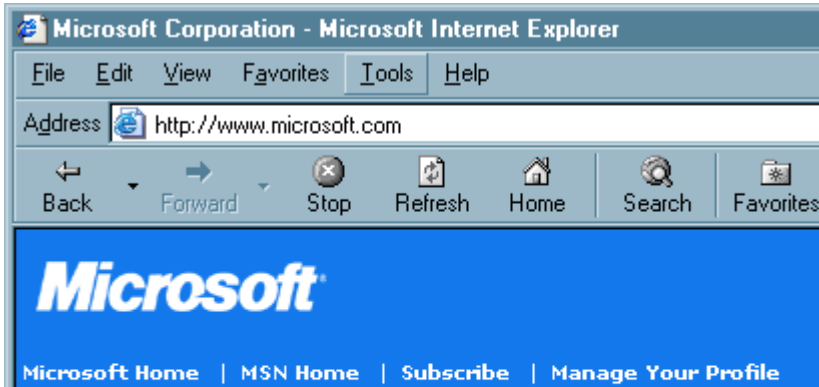 Microsoft Corporation - Microsoft Internet Explorer
File Edit View Favorites Tools Help
Address http://www.microsoft.com
Back Forward Stop Refresh Home Search Favorites
Microsoft
Microsoft Home | MSN Home | Subscribe | Manage Your Profile